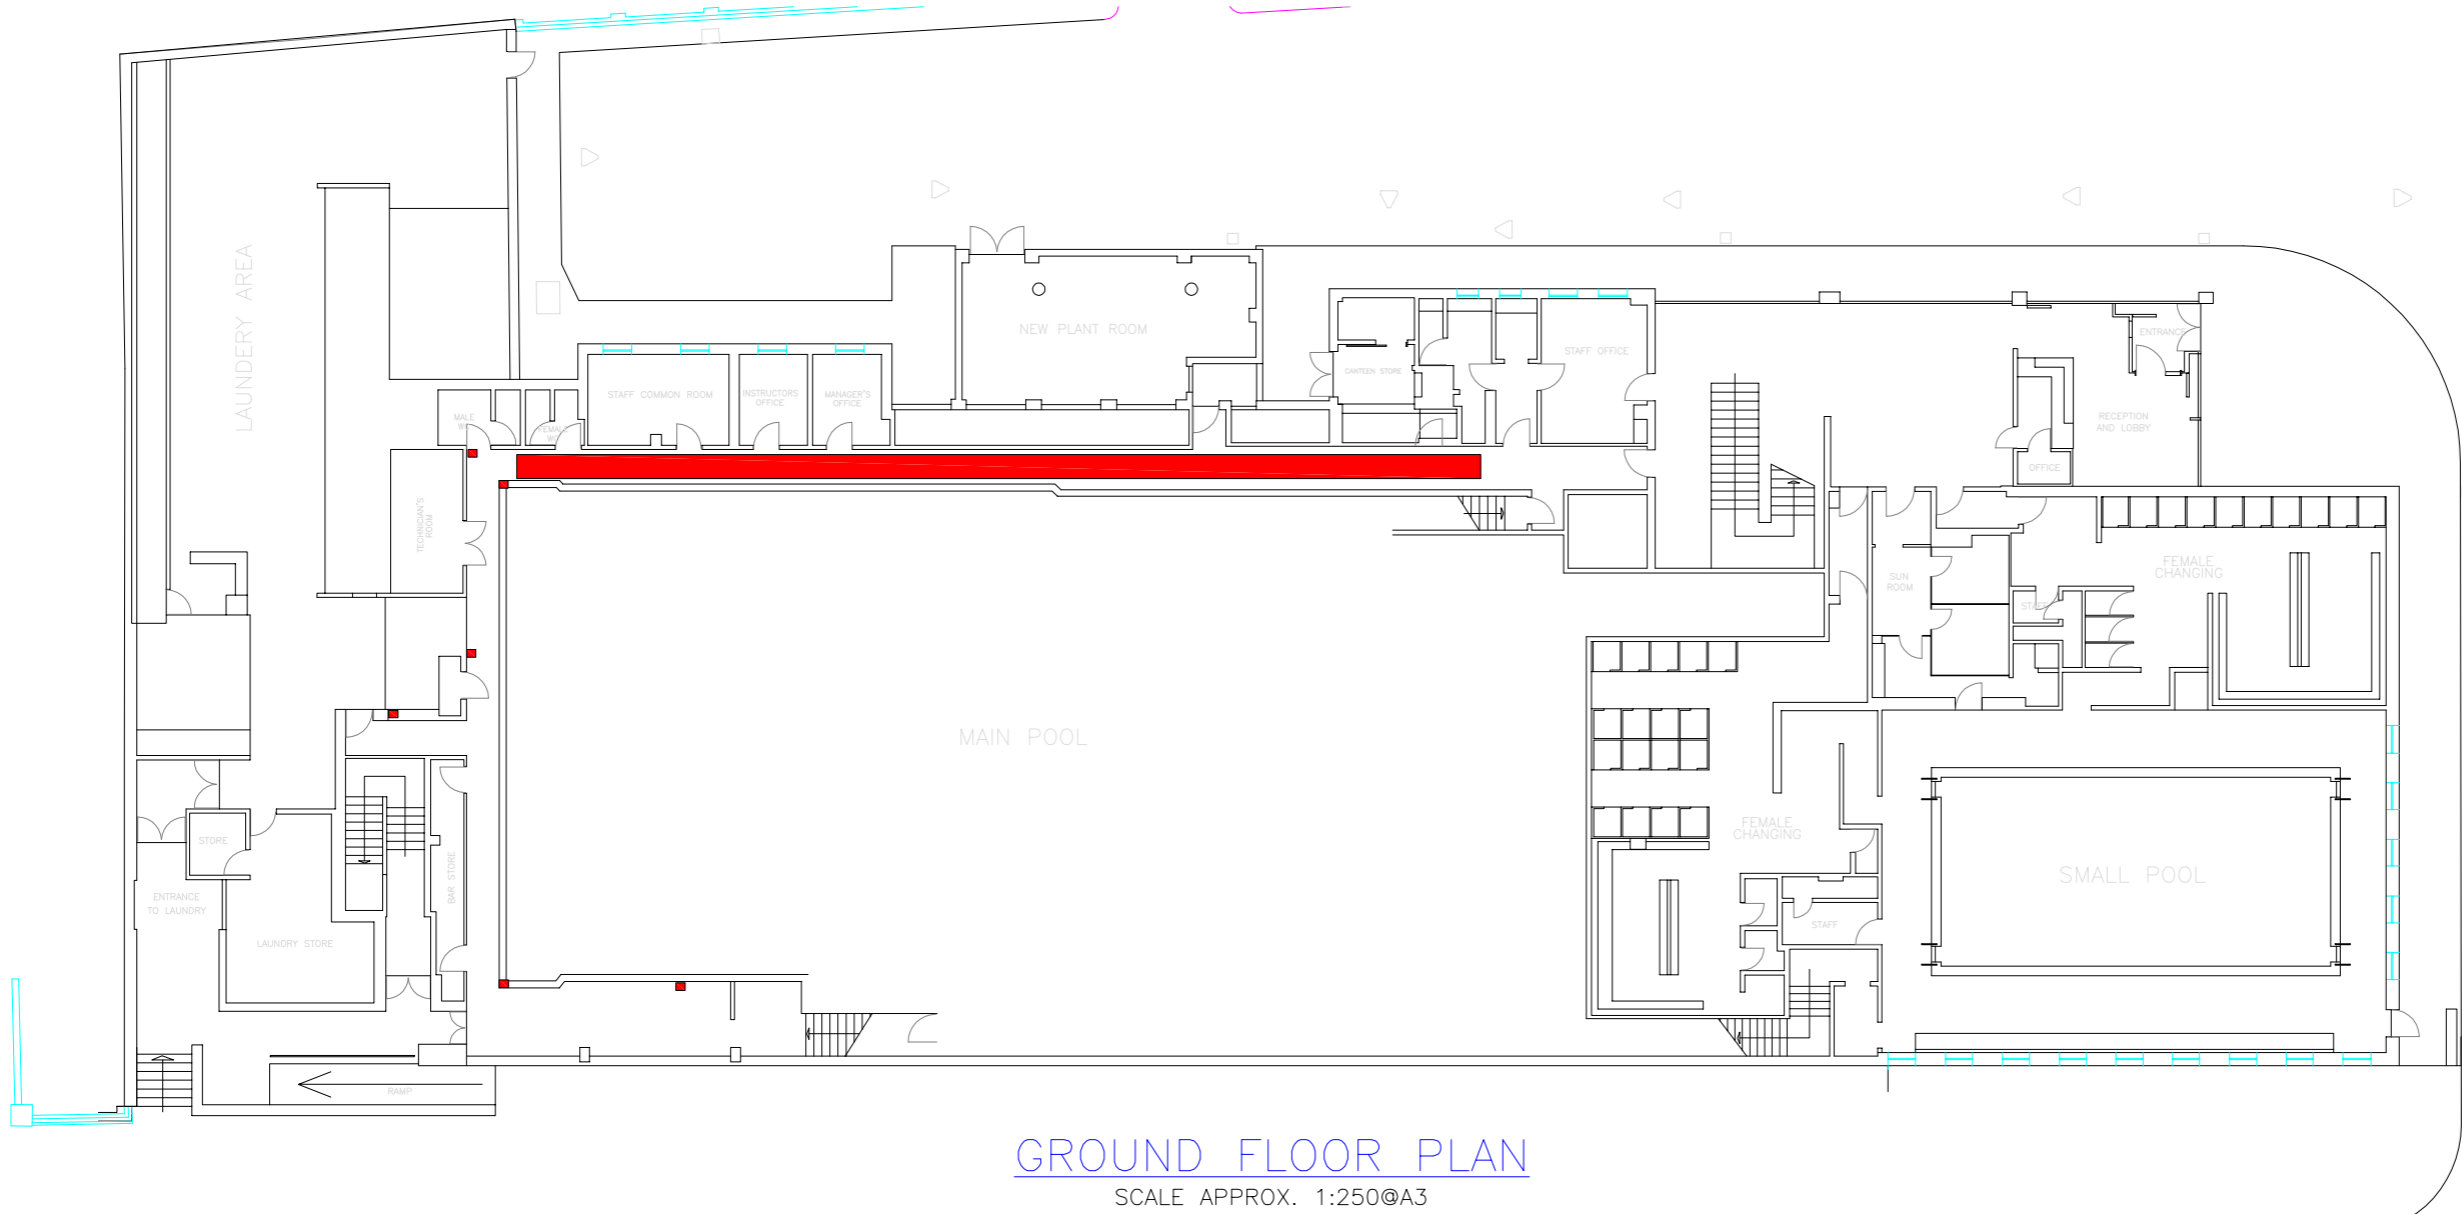 LAUNDERY AREA
NEW PLANT ROOM
STAFF COMMON ROOM
INSTRUCTORS
OFFICE
MANAGER'S
OFFICE
MALE
WC
FEMALE
WC
CANTEEN STORE
STAFF OFFICE
ENTRANCE
RECEPTION
AND LOBBY
OFFICE
TECHNICIAN'S
ROOM
SUN
ROOM
STAFF
FEMALE
CHANGING
MAIN POOL
FEMALE
CHANGING
SMALL POOL
STAFF
STORE
BAR STORE
ENTRANCE
TO LAUNDRY
LAUNDRY STORE
RAMP
GROUND FLOOR PLAN
SCALE APPROX. 1:250@A3